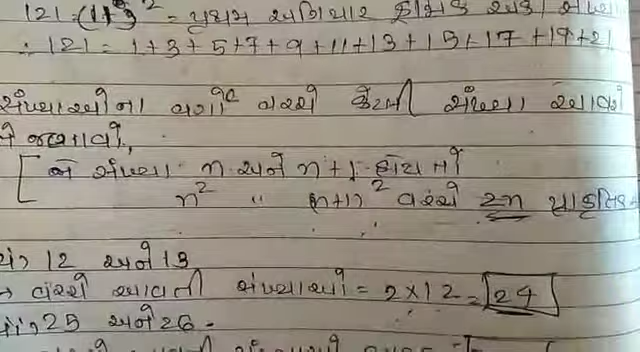 121 = (11)² = પ્રથમ અગિયાર ક્રમિક એકી સંખ્યા
∴ 121 = 1+3+5+7+9+11+13+15+17+19+21
સંખ્યાઓના વર્ગોની વચ્ચે કેટલી સંખ્યા આવશે
તે જણાવો.
[ બે સંખ્યા n અને n+1 હોય તો
n² " (n+1)² વચ્ચે 2n પ્રાકૃતિક
12 અને 13
→ વચ્ચે આવતી સંખ્યાઓ = 2×12 = 24
25 અને 26